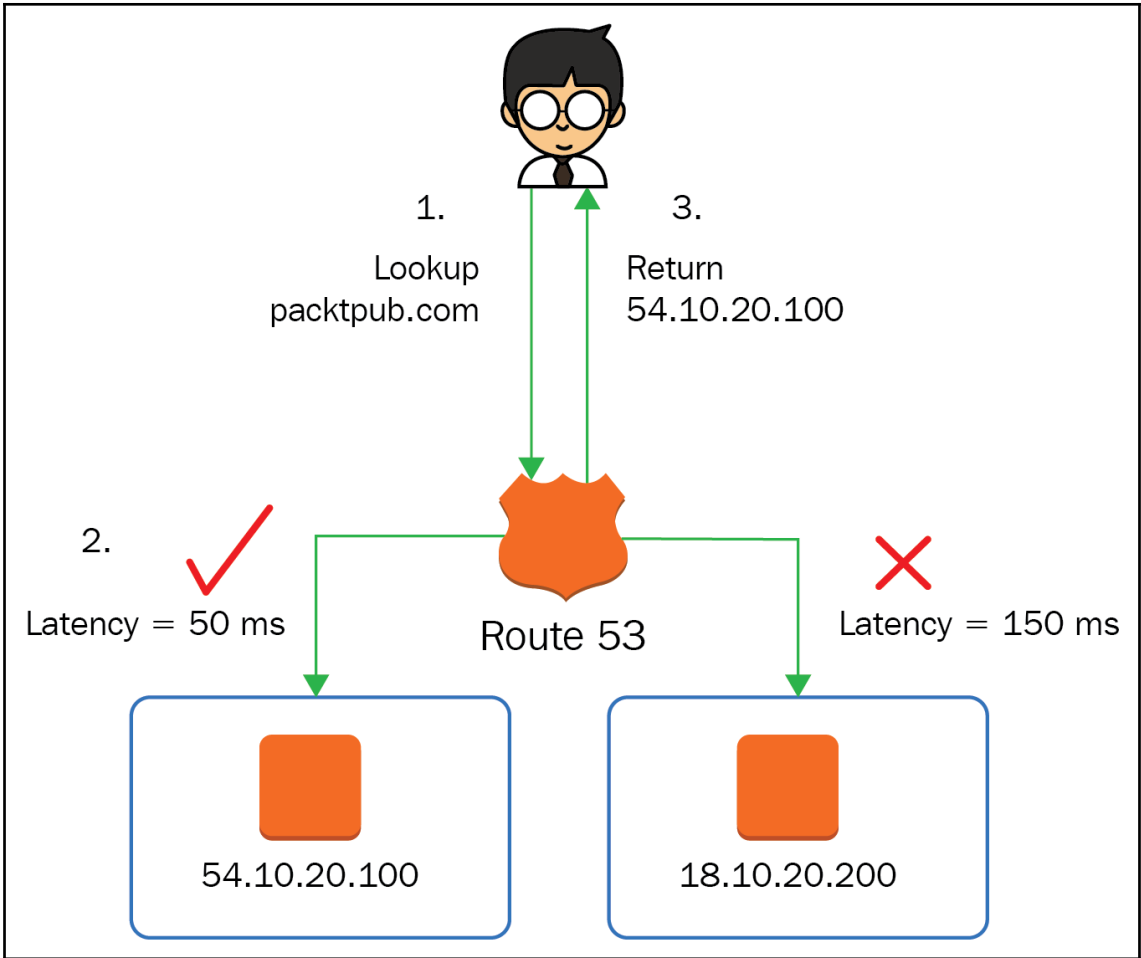 1.
Lookup
packtpub.com
3.
Return
54.10.20.100
2.
Latency = 50 ms
Route 53
Latency = 150 ms
54.10.20.100
18.10.20.200